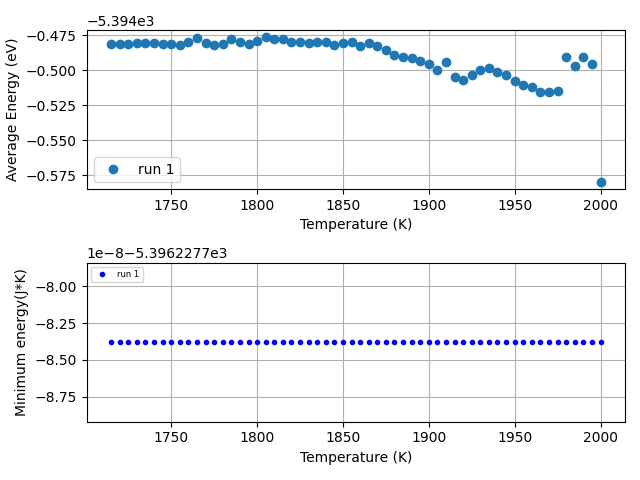 −5.394e3
−0.475
−0.500
−0.525
−0.550
−0.575
Average Energy (eV)
run 1
1750 1800 1850 1900 1950 2000
Temperature (K)
1e-8−5.3962277e3
−8.00
−8.25
−8.50
−8.75
Minimum energy(J*K)
run 1
1750 1800 1850 1900 1950 2000
Temperature (K)